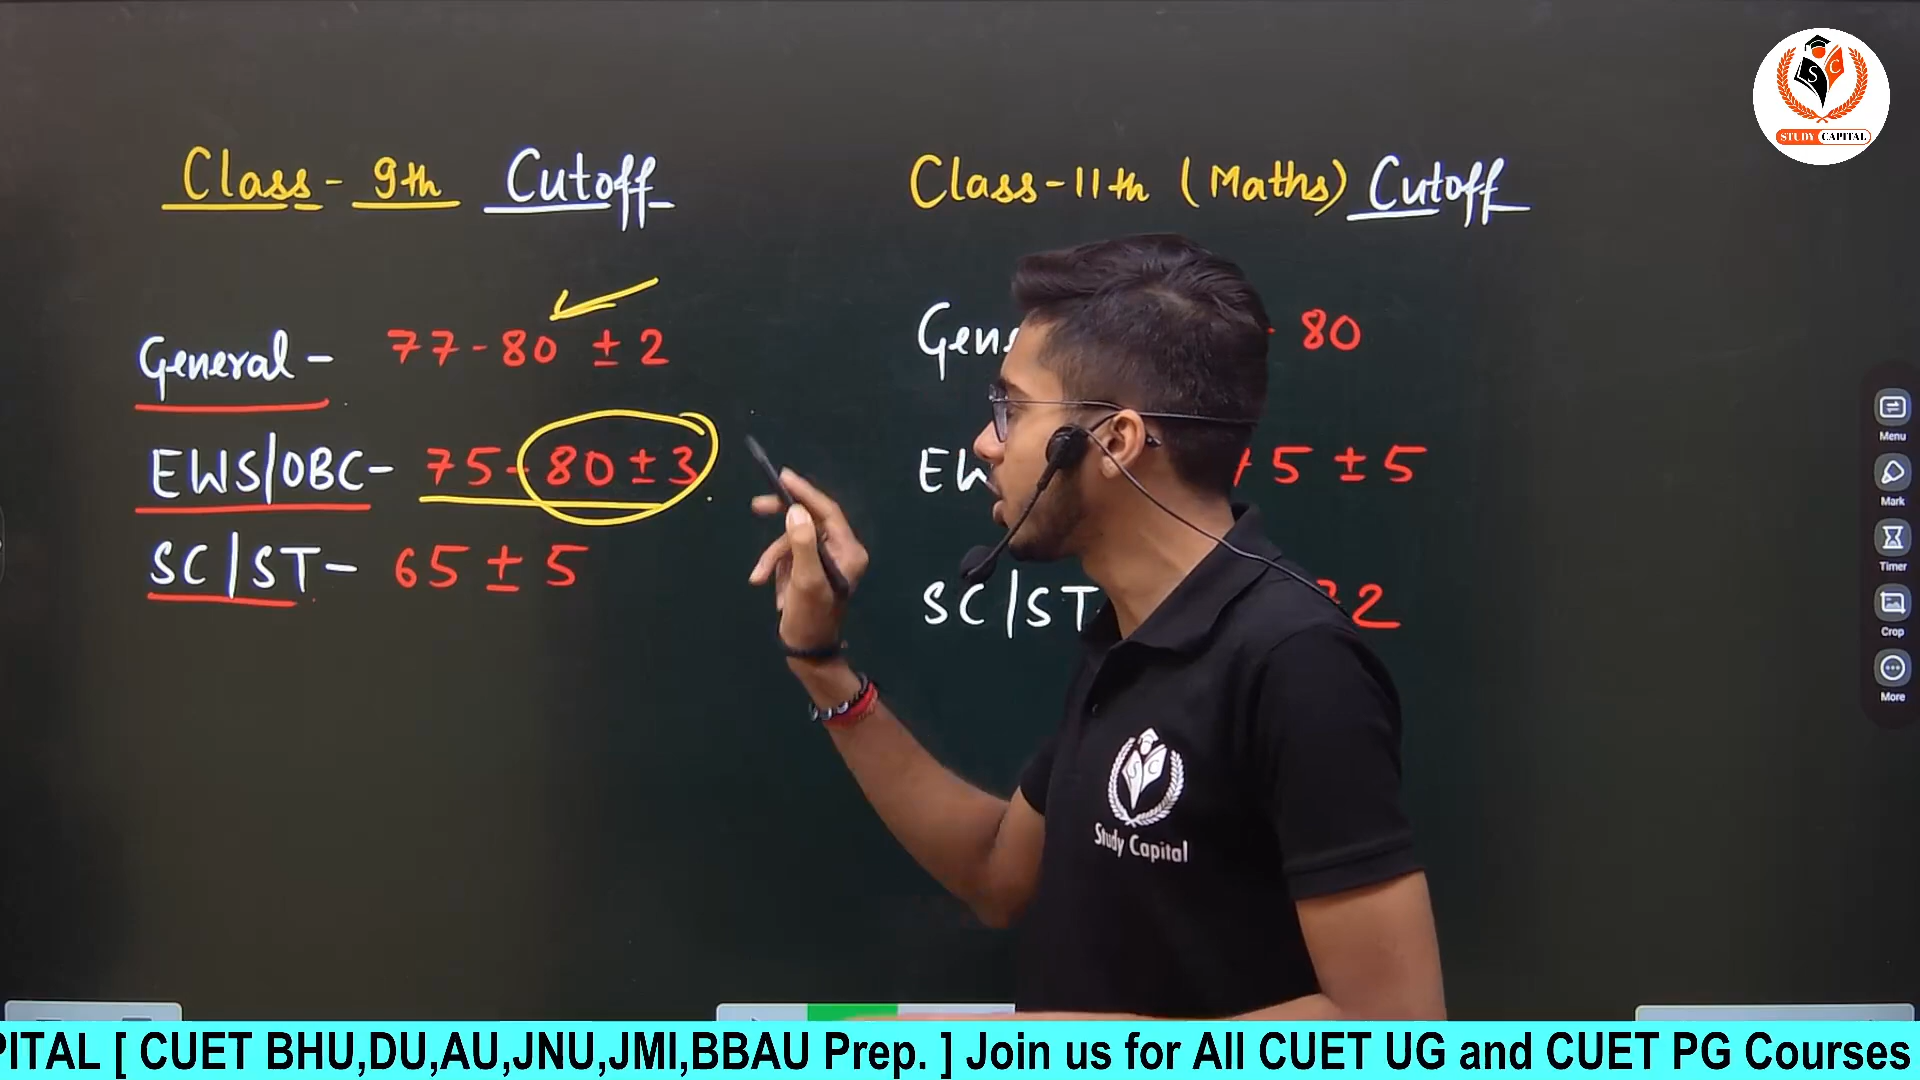 Class-9th Cutoff
General- 77-80 ± 2
EWS/OBC- 75-80±3
SC/ST- 65 ± 5
Class-11th (Maths) Cutoff
80
5 ± 5
SC/ST
2
STUDY CAPITAL
Menu
Mark
Timer
Crop
More
Study Capital
[ CUET BHU,DU,AU,JNU,JMI,BBAU Prep. ] Join us for All CUET UG and CUET PG Courses